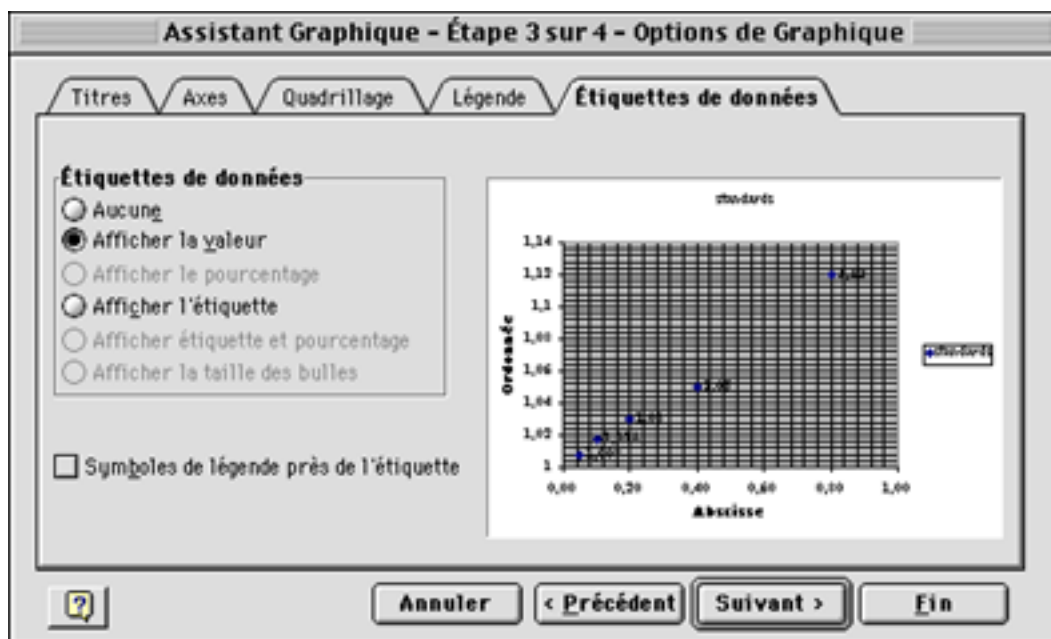 Assistant Graphique – Étape 3 sur 4 – Options de Graphique
Titres Axes Quadrillage Légende Étiquettes de données
Étiquettes de données
Aucune
Afficher la valeur
Afficher le pourcentage
Afficher l'étiquette
Afficher étiquette et pourcentage
Afficher la taille des bulles
Symboles de légende près de l'étiquette
standards
1,14
1,12
1,1
1,08
1,06
1,04
1,02
1
Ordonnée
0,00 0,20 0,40 0,60 0,80 1,00
Abscisse
standards
Annuler < Précédent Suivant > Fin